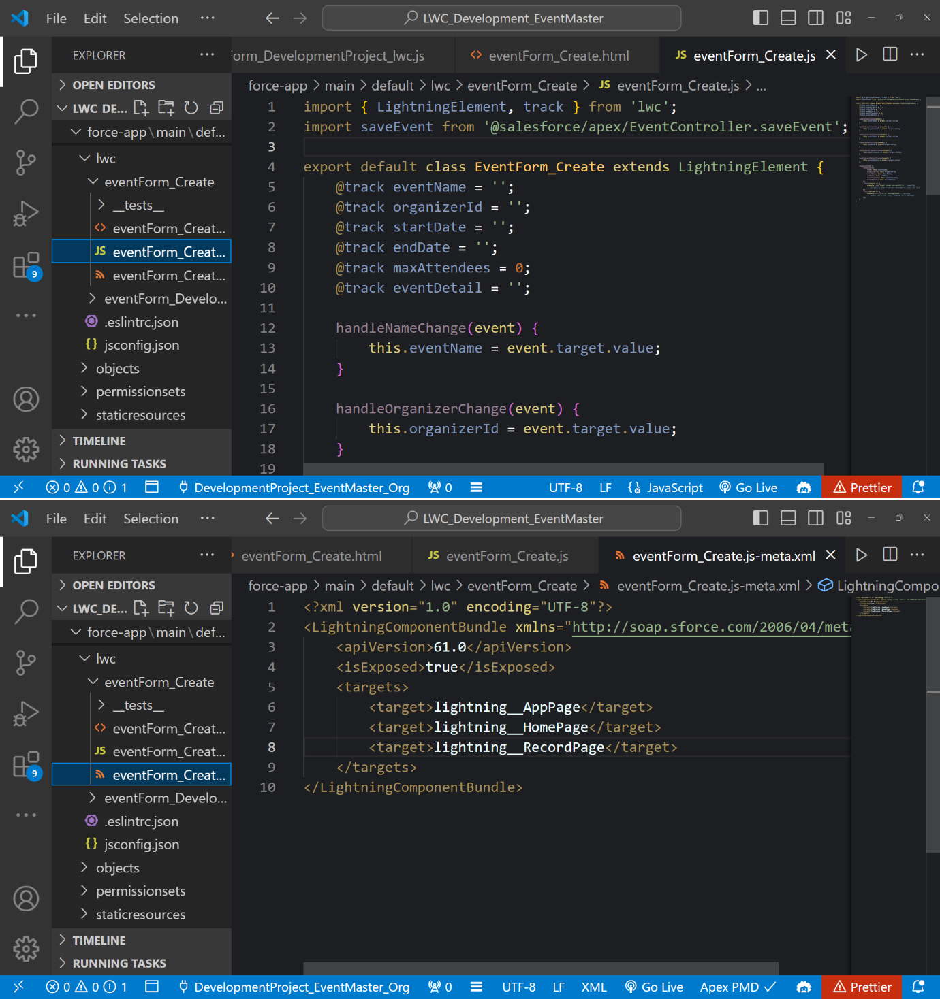 File Edit Selection ··· LWC_Development_EventMaster
EXPLORER ··· Form_DevelopmentProject_lwc.js <> eventForm_Create.html JS eventForm_Create.js
OPEN EDITORS
force-app > main > default > lwc > eventForm_Create > JS eventForm_Create.js > ...
LWC_DE...
force-app\main\def...
lwc
eventForm_Create
__tests__
<> eventForm_Creat...
JS eventForm_Creat...
eventForm_Creat...
eventForm_Develo...
.eslintrc.json
{} jsconfig.json
objects
permissionsets
staticresources
TIMELINE
RUNNING TASKS
9
1 import { LightningElement, track } from 'lwc';
2 import saveEvent from '@salesforce/apex/EventController.saveEvent';
3
4 export default class EventForm_Create extends LightningElement {
5 @track eventName = '';
6 @track organizerId = '';
7 @track startDate = '';
8 @track endDate = '';
9 @track maxAttendees = 0;
10 @track eventDetail = '';
11
12 handleNameChange(event) {
13 this.eventName = event.target.value;
14 }
15
16 handleOrganizerChange(event) {
17 this.organizerId = event.target.value;
18 }
19
0 0 1 DevelopmentProject_EventMaster_Org 0 UTF-8 LF JavaScript Go Live Prettier
File Edit Selection ··· LWC_Development_EventMaster
EXPLORER ··· eventForm_Create.html JS eventForm_Create.js eventForm_Create.js-meta.xml
OPEN EDITORS
force-app > main > default > lwc > eventForm_Create > eventForm_Create.js-meta.xml > LightningCompo
LWC_DE...
force-app\main\def...
lwc
eventForm_Create
__tests__
<> eventForm_Creat...
JS eventForm_Creat...
eventForm_Creat...
eventForm_Develo...
.eslintrc.json
{} jsconfig.json
objects
permissionsets
staticresources
TIMELINE
RUNNING TASKS
9
1 <?xml version="1.0" encoding="UTF-8"?>
2 <LightningComponentBundle xmlns="http://soap.sforce.com/2006/04/meta
3 <apiVersion>61.0</apiVersion>
4 <isExposed>true</isExposed>
5 <targets>
6 <target>lightning__AppPage</target>
7 <target>lightning__HomePage</target>
8 <target>lightning__RecordPage</target>
9 </targets>
10 </LightningComponentBundle>
0 0 1 DevelopmentProject_EventMaster_Org 0 UTF-8 LF XML Go Live Apex PMD Prettier